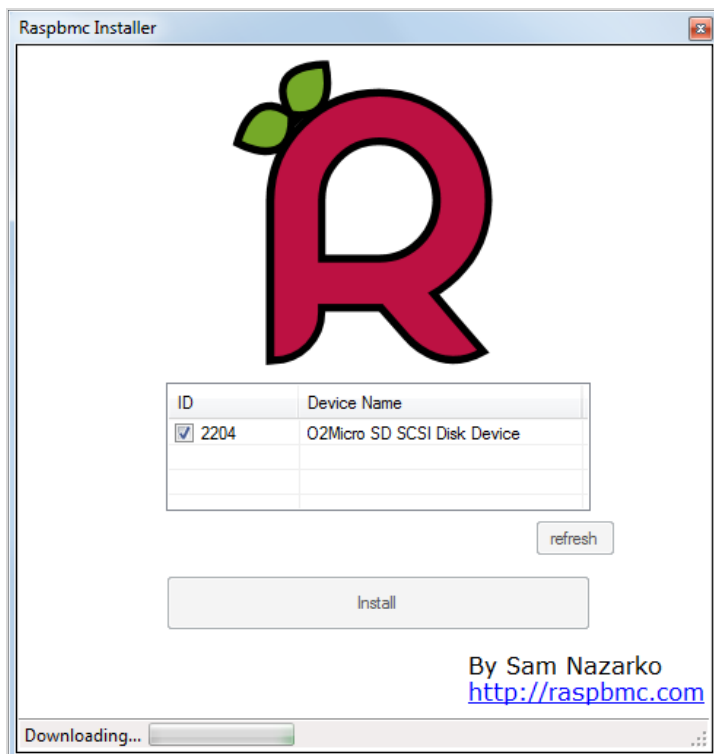 Raspbmc Installer
ID Device Name
2204 O2Micro SD SCSI Disk Device
refresh
Install
By Sam Nazarko
http://raspbmc.com
Downloading...